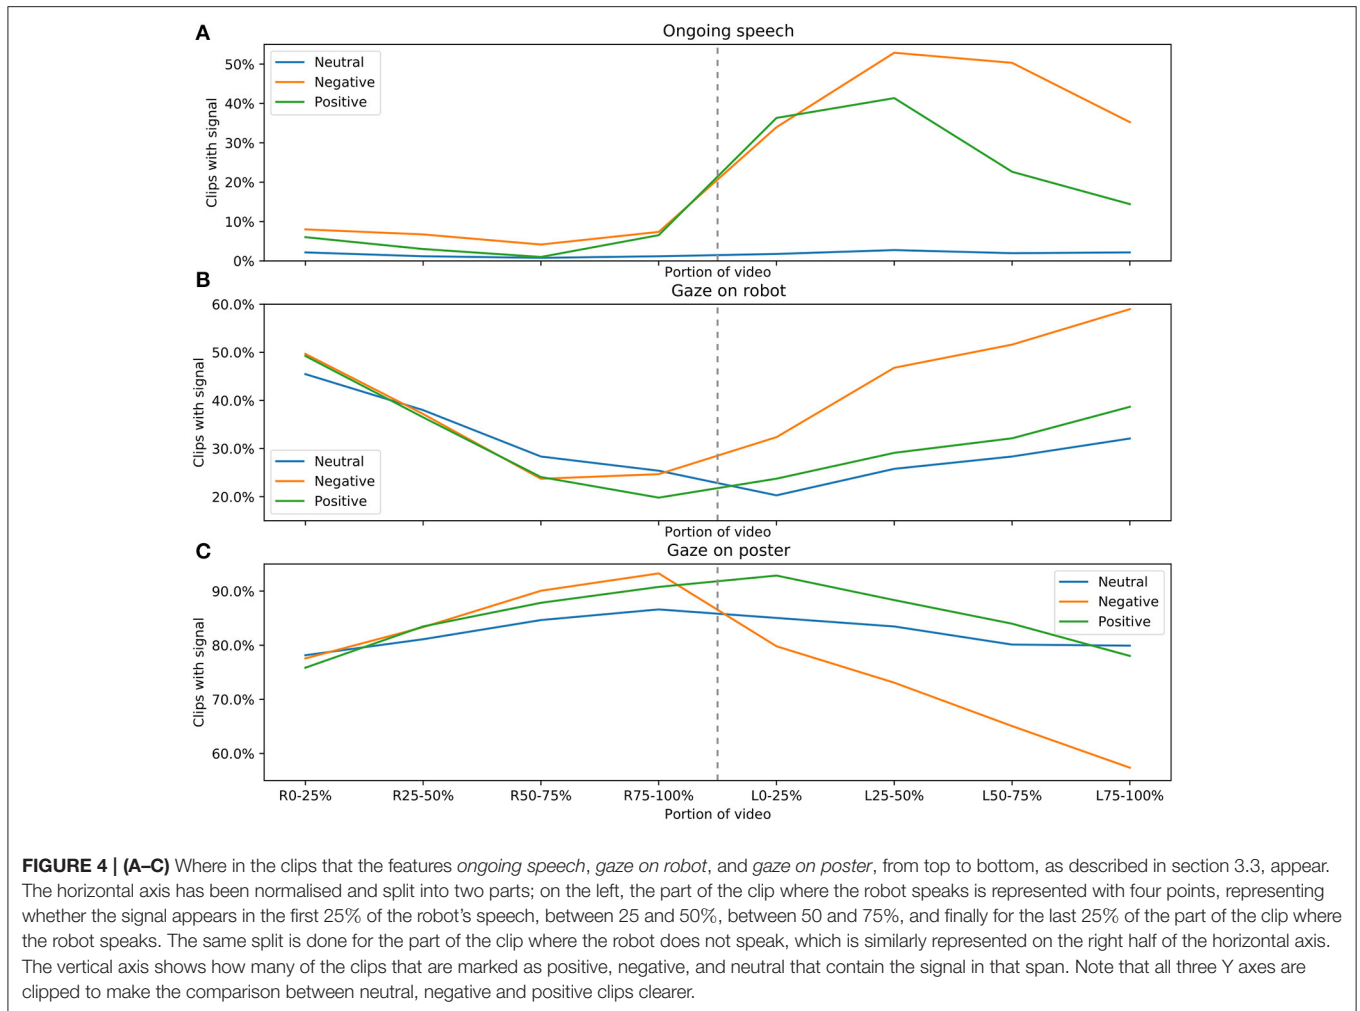 A
Ongoing speech
50%
40%
30%
20%
10%
0%
Clips with signal
Neutral
Negative
Positive
Portion of video
B
Gaze on robot
60.0%
50.0%
40.0%
30.0%
20.0%
Clips with signal
Neutral
Negative
Positive
Portion of video
C
Gaze on poster
90.0%
80.0%
70.0%
60.0%
Clips with signal
Neutral
Negative
Positive
R0-25% R25-50% R50-75% R75-100% L0-25% L25-50% L50-75% L75-100%
Portion of video
FIGURE 4 | (A–C) Where in the clips that the features ongoing speech, gaze on robot, and gaze on poster, from top to bottom, as described in section 3.3, appear.
The horizontal axis has been normalised and split into two parts; on the left, the part of the clip where the robot speaks is represented with four points, representing
whether the signal appears in the first 25% of the robot's speech, between 25 and 50%, between 50 and 75%, and finally for the last 25% of the part of the clip where
the robot speaks. The same split is done for the part of the clip where the robot does not speak, which is similarly represented on the right half of the horizontal axis.
The vertical axis shows how many of the clips that are marked as positive, negative, and neutral that contain the signal in that span. Note that all three Y axes are
clipped to make the comparison between neutral, negative and positive clips clearer.